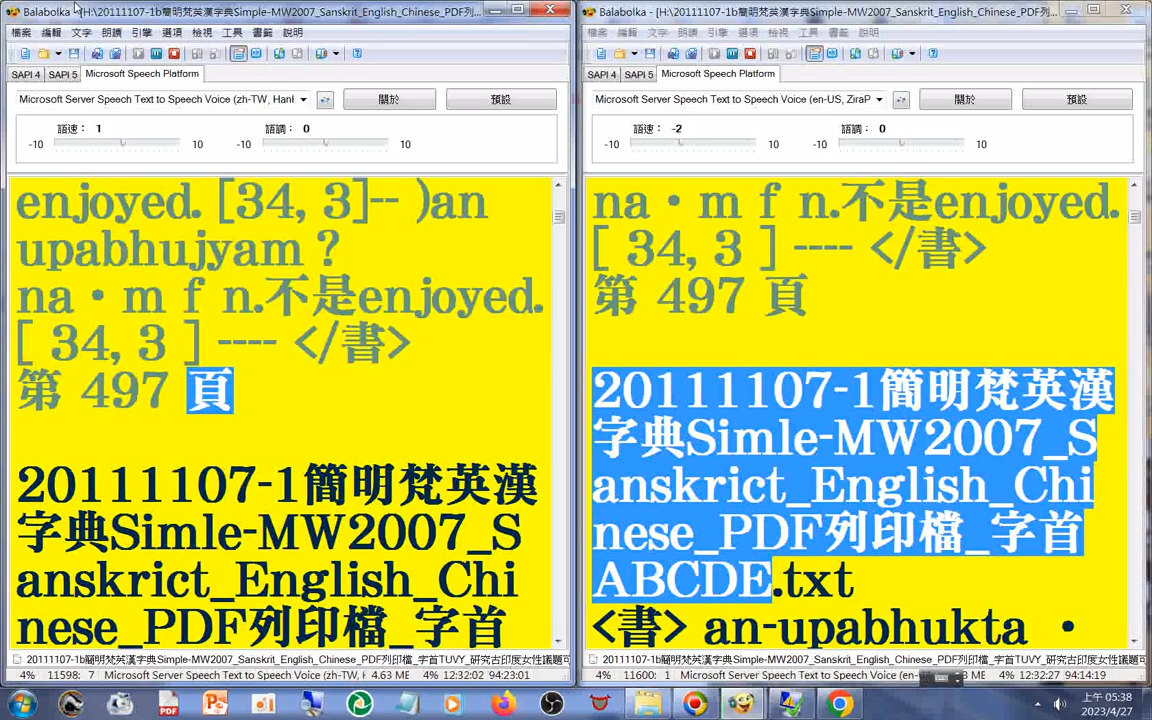 Balabolka - [H:\20111107-1b簡明梵英漢字典Simple-MW2007_Sanskrit_English_Chinese_PDF列...
檔案 編輯 文字 朗讀 引擎 選項 檢視 工具 書籤 說明
SAPI 4 SAPI 5 Microsoft Speech Platform
Microsoft Server Speech Text to Speech Voice (zh-TW, Hanl 關於 預設
語速： 1 語調： 0
-10 10 -10 10
enjoyed. [34, 3]-- )an
upabhujyam ?
na‧m f n.不是enjoyed.
[ 34, 3 ] ---- </書>
第 497 頁
20111107-1簡明梵英漢
字典Simle-MW2007_S
anskrict_English_Chi
nese_PDF列印檔_字首
20111107-1b簡明梵英漢字典Simple-MW2007_Sanskrit_English_Chinese_PDF列印檔_字首TUVY_研究古印度女性議題可
4% 11598: 7 Microsoft Server Speech Text to Speech Voice (zh-TW, H 4% 12:32:02 94:23:01 4.63 MB
Balabolka - [H:\20111107-1b簡明梵英漢字典Simple-MW2007_Sanskrit_English_Chinese_PDF列...
檔案 編輯 文字 朗讀 引擎 選項 檢視 工具 書籤 說明
SAPI 4 SAPI 5 Microsoft Speech Platform
Microsoft Server Speech Text to Speech Voice (en-US, ZiraP 關於 預設
語速： -2 語調： 0
-10 10 -10 10
na‧m f n.不是enjoyed.
[ 34, 3 ] ---- </書>
第 497 頁
20111107-1簡明梵英漢
字典Simle-MW2007_S
anskrict_English_Chi
nese_PDF列印檔_字首
ABCDE.txt
<書> an-upabhukta ‧
20111107-1b簡明梵英漢字典Simple-MW2007_Sanskrit_English_Chinese_PDF列印檔_字首TUVY_研究古印度女性議題可
4% 11600: 1 Microsoft Server Speech Text to Speech Voice (en-US, ZiraP 4% 12:32:27 94:14:19
上午 05:38
2023/4/27